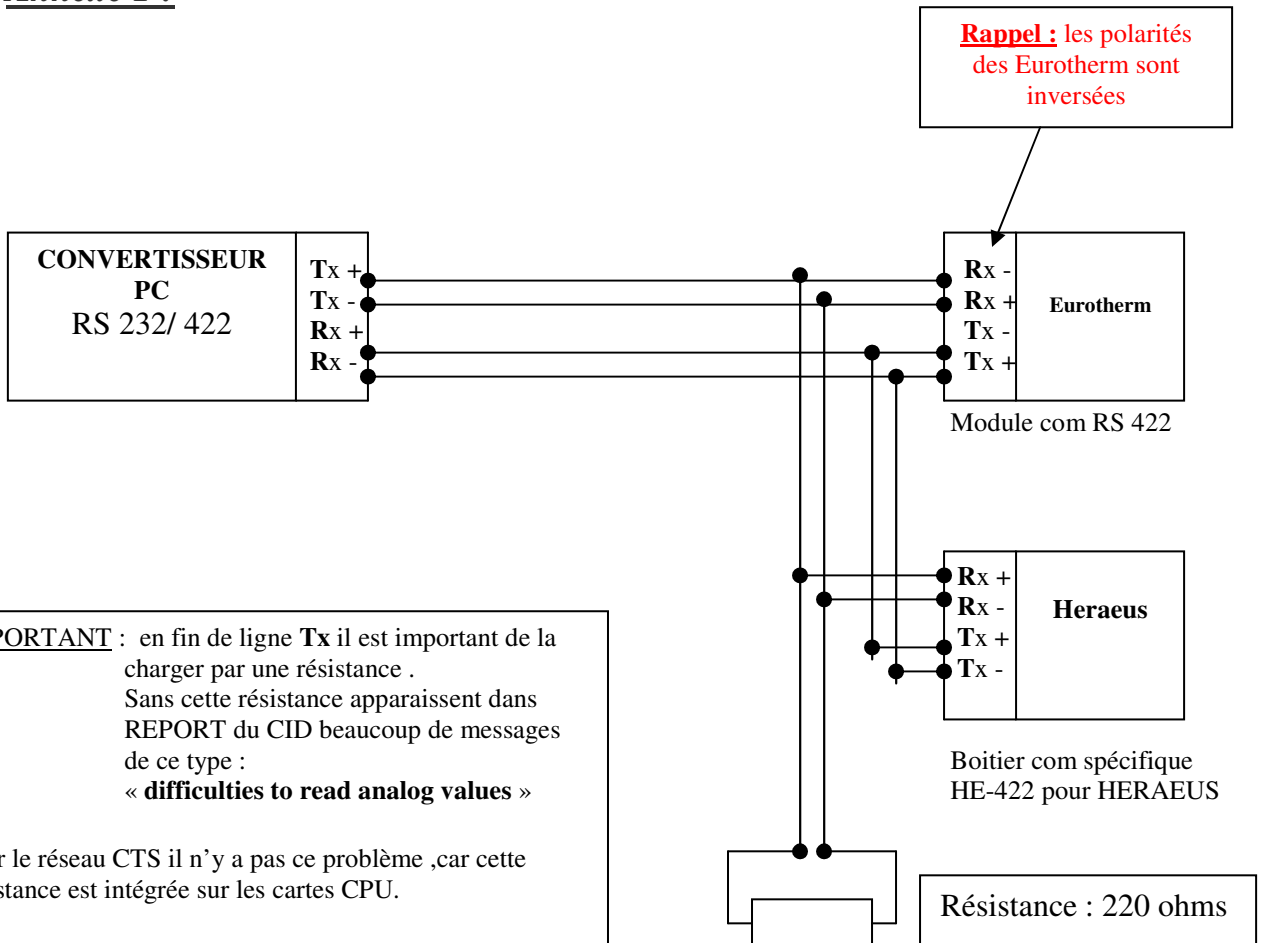 Rappel : les polarités
des Eurotherm sont
inversées
CONVERTISSEUR
PC
RS 232/ 422
Tx +
Tx -
Rx +
Rx -
Rx -
Rx +
Tx -
Tx +
Eurotherm
Module com RS 422
Rx +
Rx -
Tx +
Tx -
Heraeus
Boitier com spécifique
HE-422 pour HERAEUS
PORTANT : en fin de ligne Tx il est important de la
charger par une résistance .
Sans cette résistance apparaissent dans
REPORT du CID beaucoup de messages
de ce type :
« difficulties to read analog values »
r le réseau CTS il n’y a pas ce problème ,car cette
stance est intégrée sur les cartes CPU.
Résistance : 220 ohms